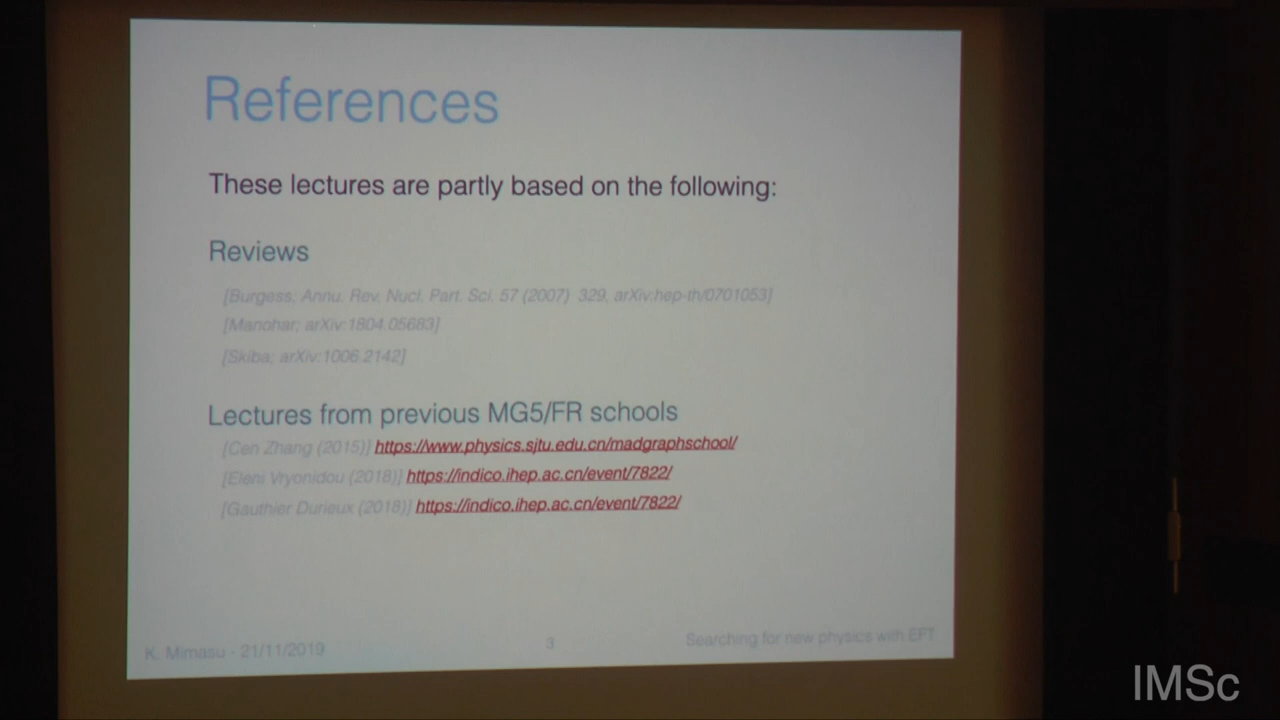 References
These lectures are partly based on the following:
Reviews
[Burgess; Annu. Rev. Nucl. Part. Sci. 57 (2007) 329, arXiv:hep-th/0701053]
[Manohar; arXiv:1804.05683]
[Skiba; arXiv:1006.2142]
Lectures from previous MG5/FR schools
[Cen Zhang (2015)] https://www.physics.sjtu.edu.cn/madgraphschool/
[Eleni Vryonidou (2018)] https://indico.ihep.ac.cn/event/7822/
[Gauthier Durieux (2018)] https://indico.ihep.ac.cn/event/7822/
K. Mimasu - 21/11/2019 3 Searching for new physics with EFT
IMSc